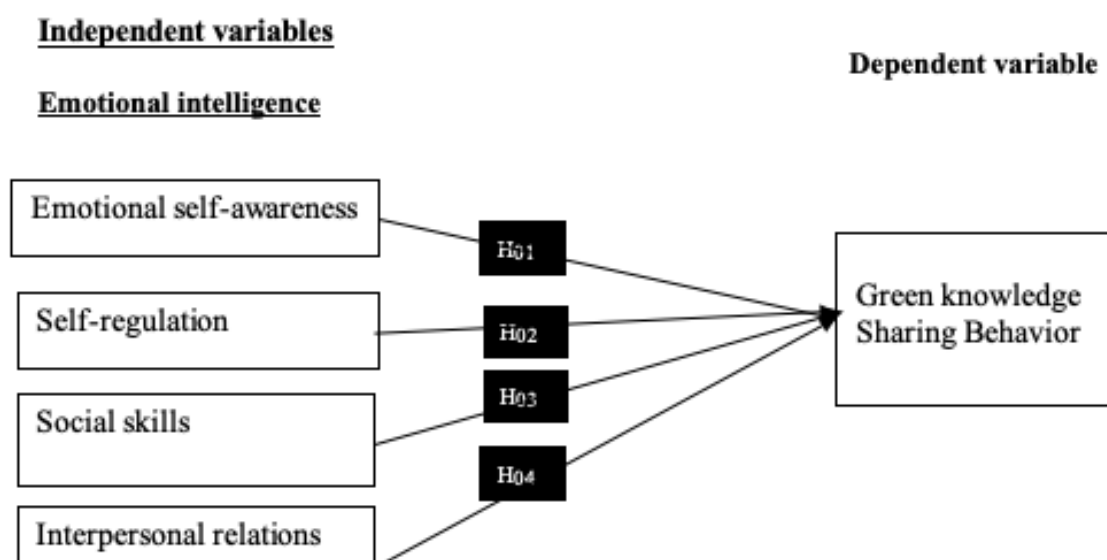 Independent variables
Dependent variable
Emotional intelligence
Emotional self-awareness
H01
Self-regulation
H02
Green knowledge
Sharing Behavior
Social skills
H03
Interpersonal relations
H04